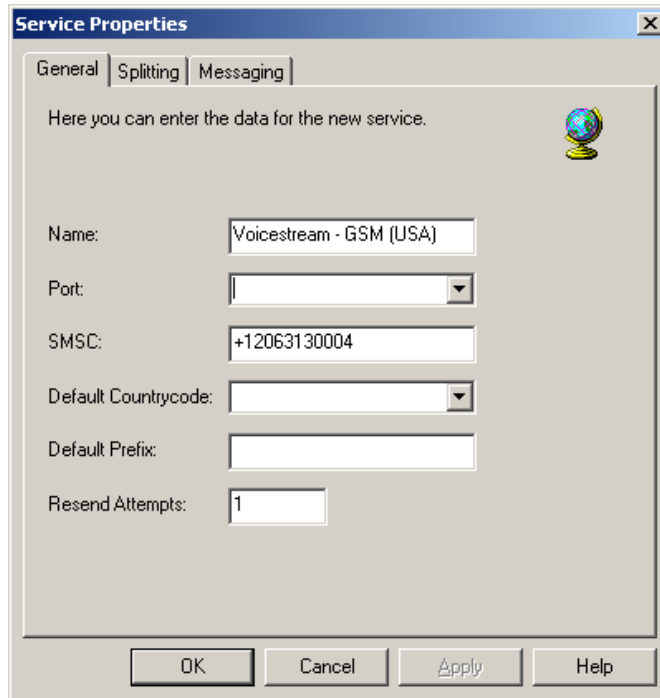 Service Properties
General Splitting Messaging
Here you can enter the data for the new service.
Name: Voicestream - GSM (USA)
Port:
SMSC: +12063130004
Default Countrycode:
Default Prefix:
Resend Attempts: 1
OK Cancel Apply Help